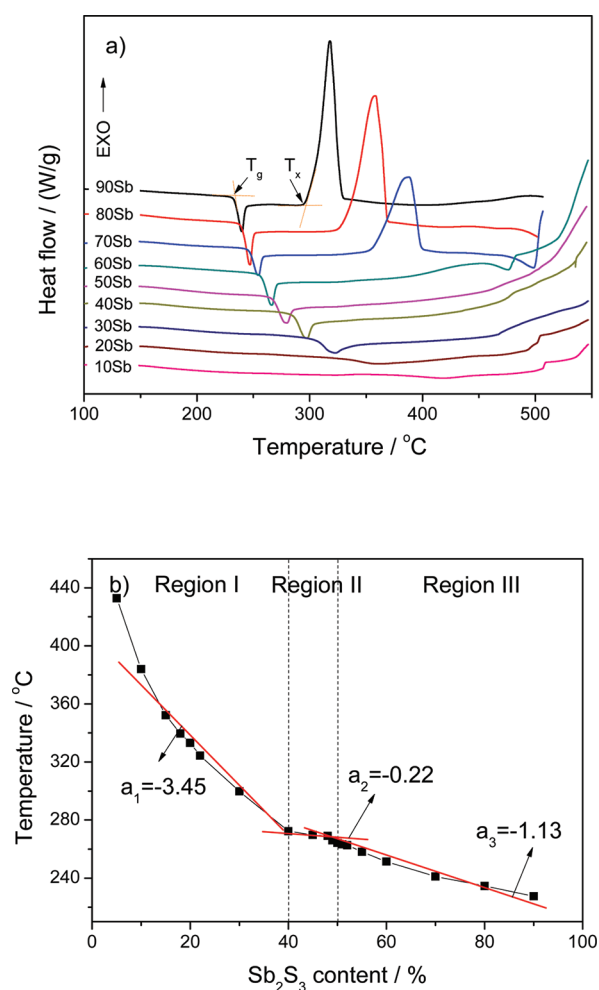 a)
EXO
Tg Tx
90Sb
80Sb
70Sb
60Sb
50Sb
40Sb
30Sb
20Sb
10Sb
Heat flow / (W/g)
100 200 300 400 500
Temperature / °C
b) Region I Region II Region III
440
400
360
320
280
240
a₁=-3.45
a₂=-0.22
a₃=-1.13
Temperature / °C
0 20 40 60 80 100
Sb₂S₃ content / %